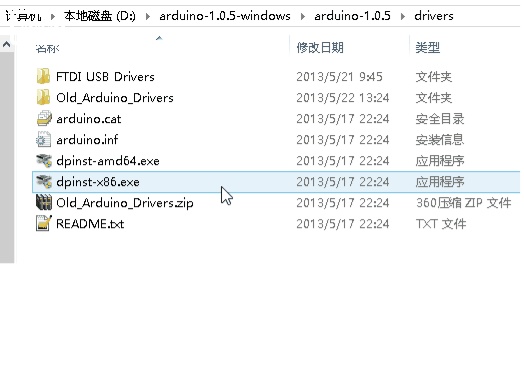 计算机 ▸ 本地磁盘 (D:) ▸ arduino-1.0.5-windows ▸ arduino-1.0.5 ▸ drivers
名称 修改日期 类型
FTDI USB Drivers 2013/5/21 9:45 文件夹
Old_Arduino_Drivers 2013/5/22 13:24 文件夹
arduino.cat 2013/5/17 22:24 安全目录
arduino.inf 2013/5/17 22:24 安装信息
dpinst-amd64.exe 2013/5/17 22:24 应用程序
dpinst-x86.exe 2013/5/17 22:24 应用程序
Old_Arduino_Drivers.zip 2013/5/17 22:24 360压缩 ZIP 文件
README.txt 2013/5/17 22:24 TXT 文件